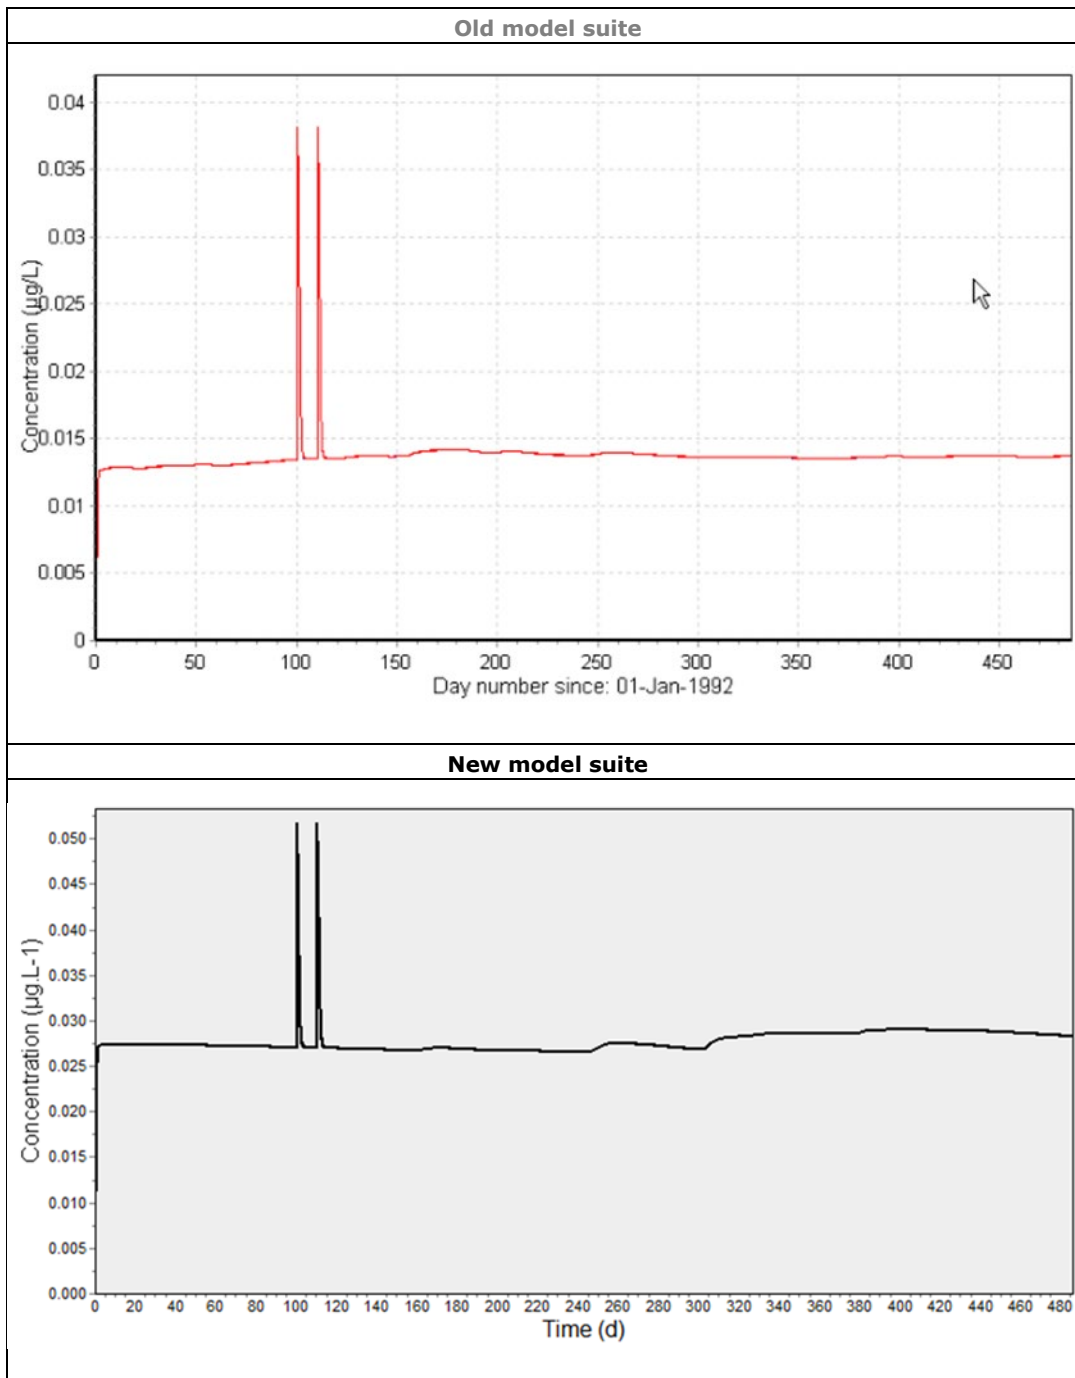 Old model suite
0.04
0.035
0.03
0.025
0.02
0.015
0.01
0.005
0
Concentration (µg/L)
0 50 100 150 200 250 300 350 400 450
Day number since: 01-Jan-1992
New model suite
0.050
0.045
0.040
0.035
0.030
0.025
0.020
0.015
0.010
0.005
0.000
Concentration (µg.L-1)
0 20 40 60 80 100 120 140 160 180 200 220 240 260 280 300 320 340 360 380 400 420 440 460 480
Time (d)